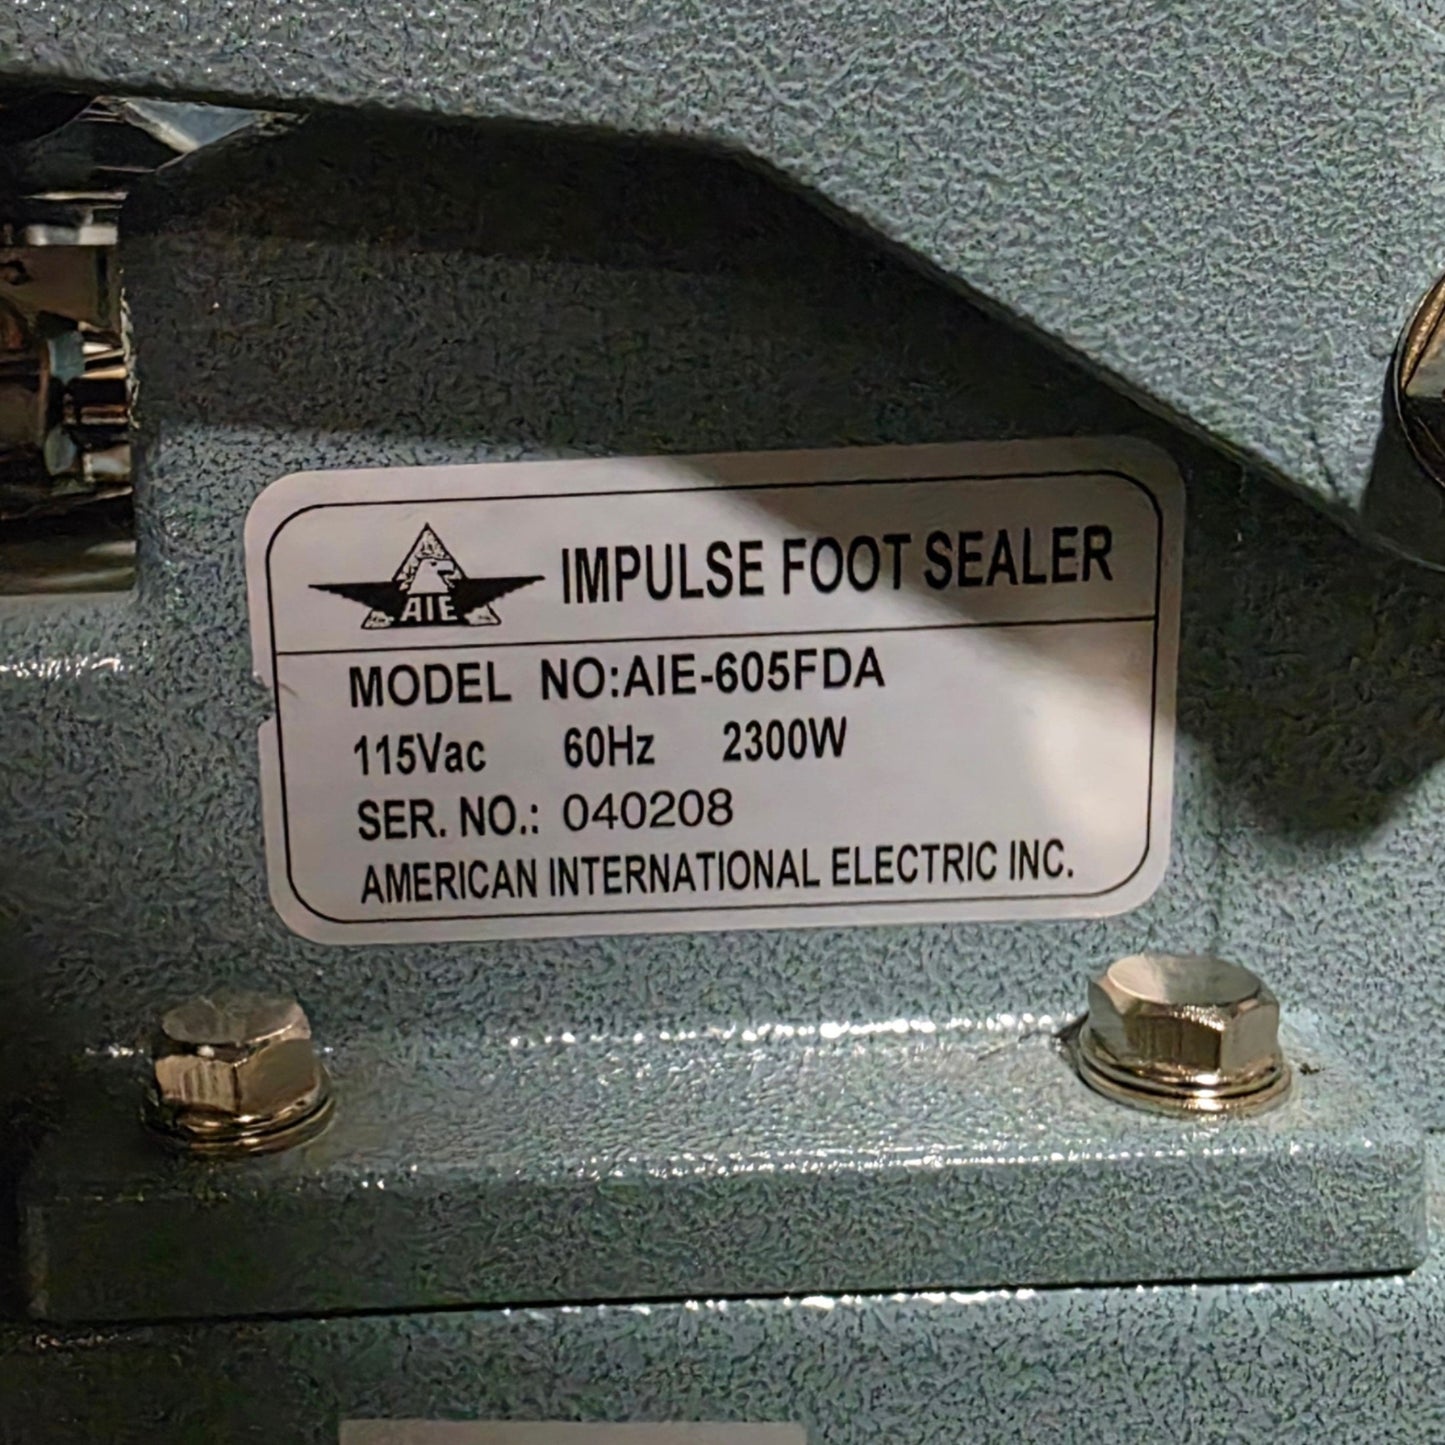 AIE IMPULSE FOOT SEALER
MODEL NO:AIE-605FDA
115Vac 60Hz 2300W
SER. NO.: 040208
AMERICAN INTERNATIONAL ELECTRIC INC.